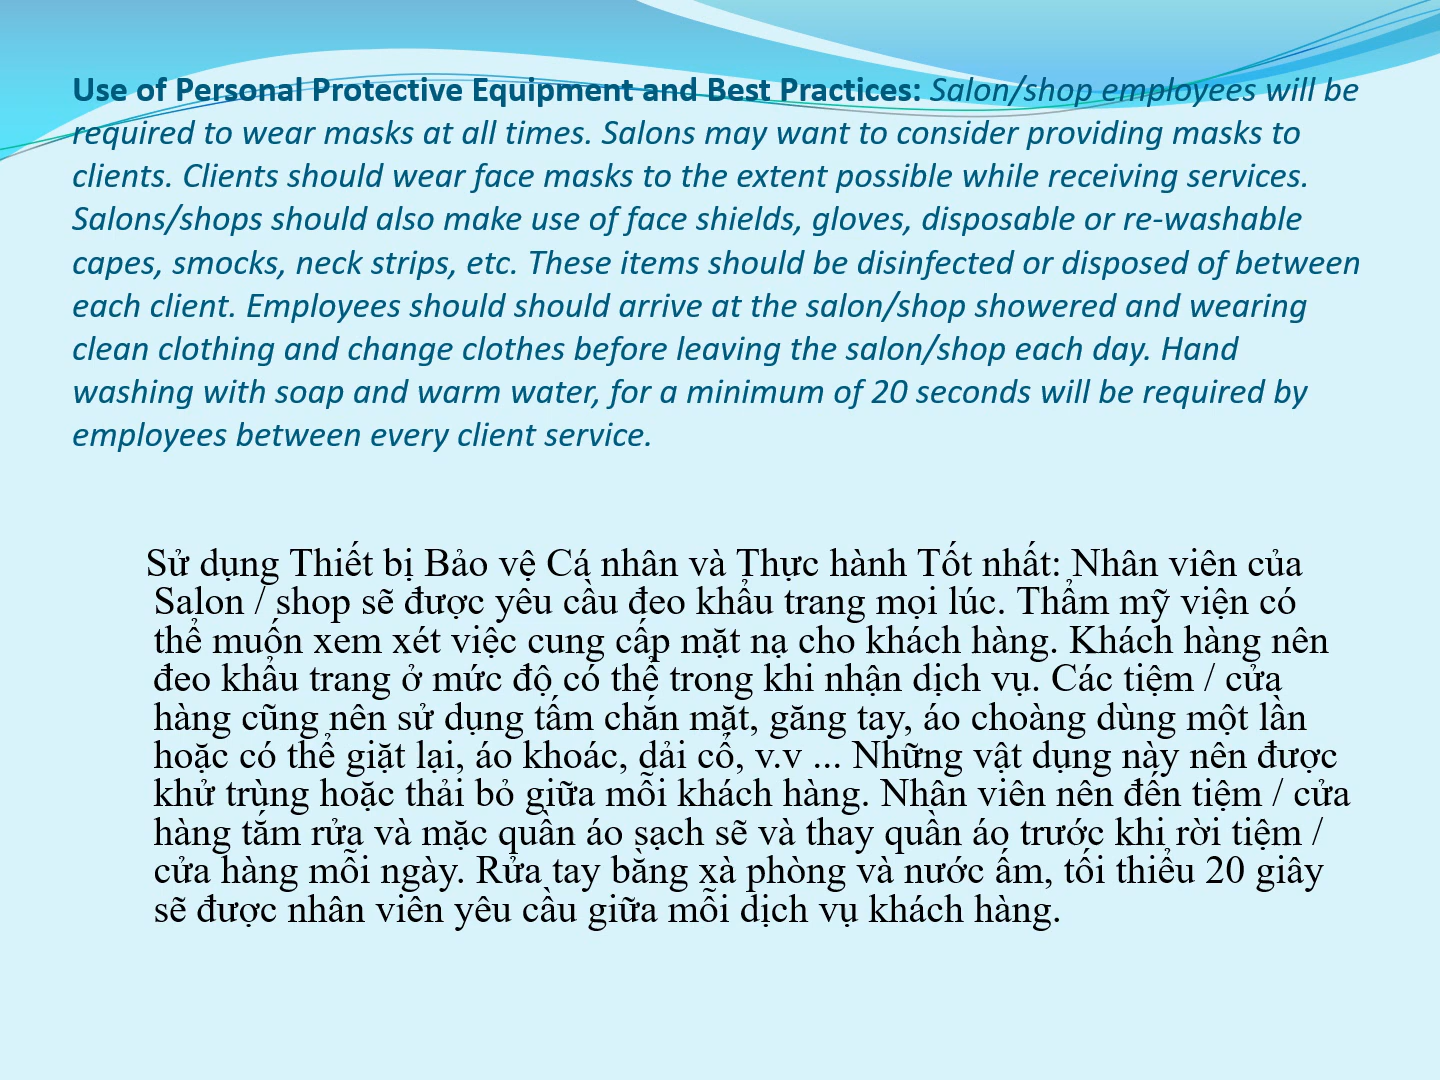 Use of Personal Protective Equipment and Best Practices: Salon/shop employees will be
required to wear masks at all times. Salons may want to consider providing masks to
clients. Clients should wear face masks to the extent possible while receiving services.
Salons/shops should also make use of face shields, gloves, disposable or re-washable
capes, smocks, neck strips, etc. These items should be disinfected or disposed of between
each client. Employees should should arrive at the salon/shop showered and wearing
clean clothing and change clothes before leaving the salon/shop each day. Hand
washing with soap and warm water, for a minimum of 20 seconds will be required by
employees between every client service.
Sử dụng Thiết bị Bảo vệ Cá nhân và Thực hành Tốt nhất: Nhân viên của
Salon / shop sẽ được yêu cầu đeo khẩu trang mọi lúc. Thẩm mỹ viện có
thể muốn xem xét việc cung cấp mặt nạ cho khách hàng. Khách hàng nên
đeo khẩu trang ở mức độ có thể trong khi nhận dịch vụ. Các tiệm / cửa
hàng cũng nên sử dụng tấm chắn mặt, găng tay, áo choàng dùng một lần
hoặc có thể giặt lại, áo khoác, dải cổ, v.v ... Những vật dụng này nên được
khử trùng hoặc thải bỏ giữa mỗi khách hàng. Nhân viên nên đến tiệm / cửa
hàng tắm rửa và mặc quần áo sạch sẽ và thay quần áo trước khi rời tiệm /
cửa hàng mỗi ngày. Rửa tay bằng xà phòng và nước ấm, tối thiểu 20 giây
sẽ được nhân viên yêu cầu giữa mỗi dịch vụ khách hàng.